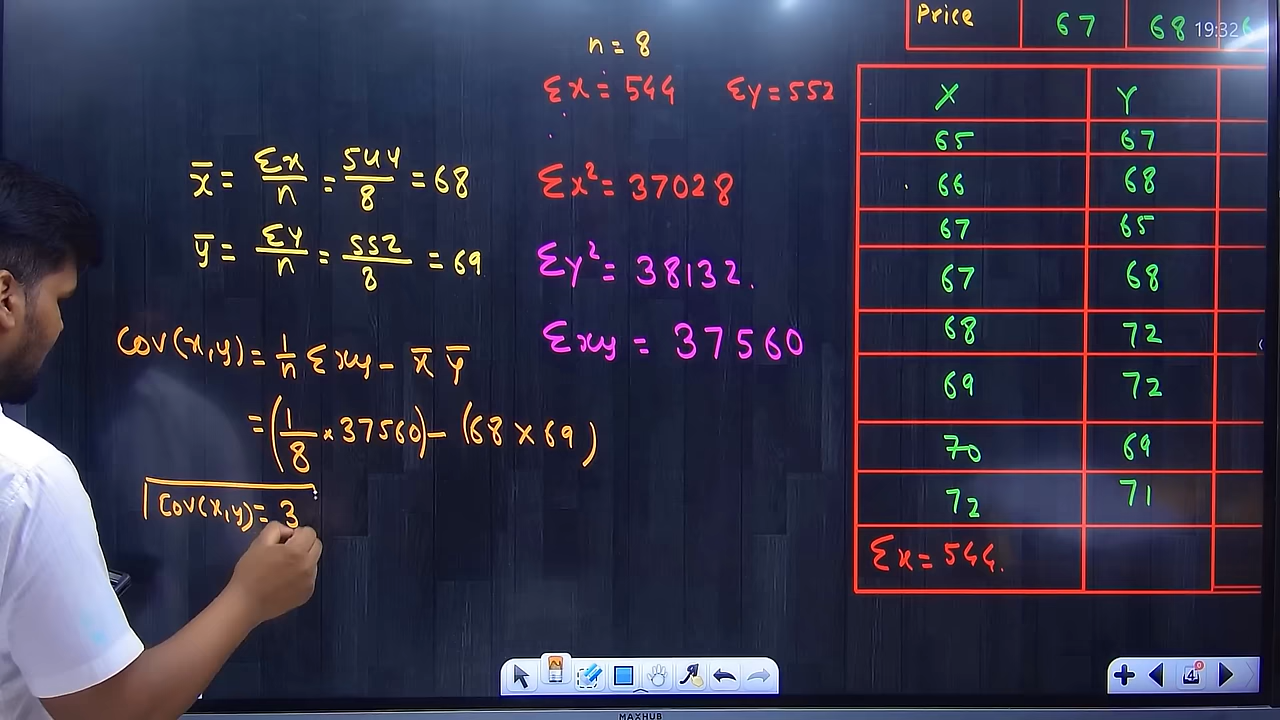 Price 67 68 6
19:32
n = 8
Σx = 544 Σy = 552
x̄ = Σx/n = 544/8 = 68
Σx² = 37028
ȳ = Σy/n = 552/8 = 69
Σy² = 38132.
Cov(x,y) = 1/n Σxy - x̄ ȳ
Σxy = 37560
= (1/8 × 37560) - (68 × 69)
Cov(x,y) = 3
X Y
65 67
66 68
67 65
67 68
68 72
69 72
70 69
72 71
Σx = 544.
4
MAXHUB